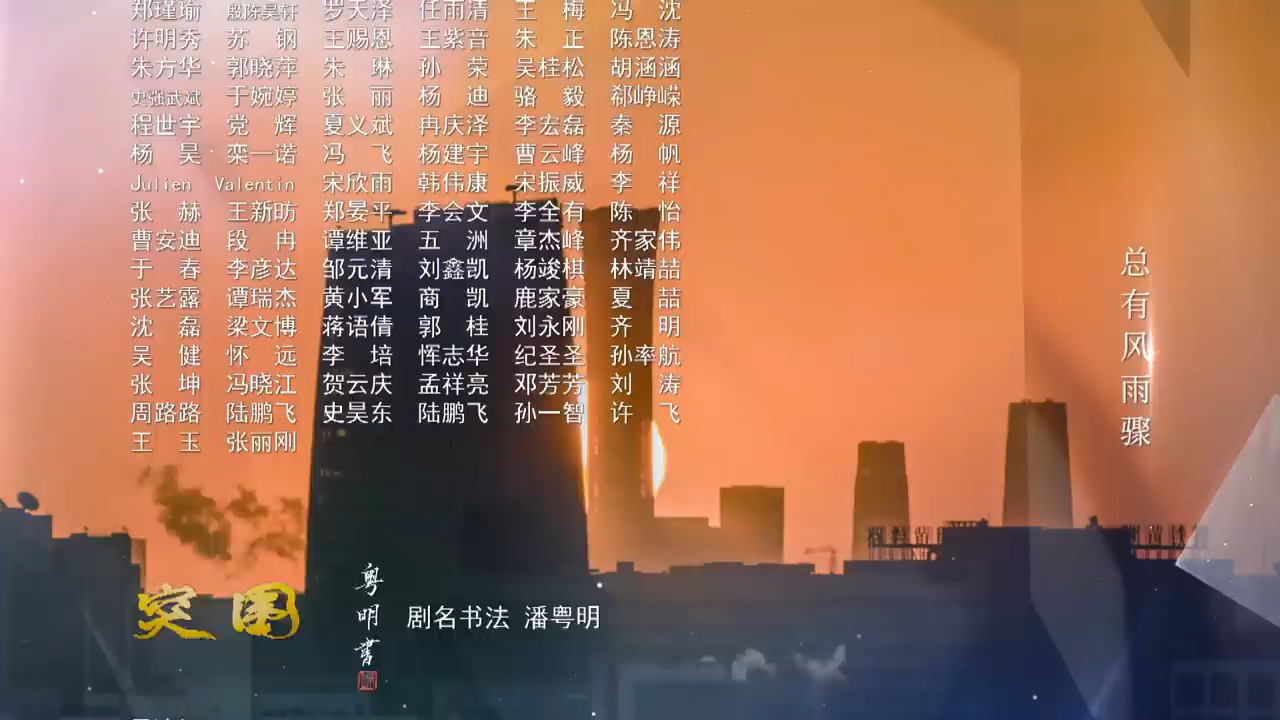 郑瑾瑜 殷陈昊轩 罗天泽 任雨清 王 梅 冯 沈
许明秀 苏 钢 王赐恩 王紫音 朱 正 陈恩涛
朱方华 郭晓萍 朱 琳 孙 荣 吴桂松 胡涵涵
史强武斌 于婉婷 张 丽 杨 迪 骆 毅 郗峥嵘
程世宇 党 辉 夏义斌 冉庆泽 李宏磊 秦 源
杨 昊 栾一诺 冯 飞 杨建宇 曹云峰 杨 帆
Julien Valentin 宋欣雨 韩伟康 宋振威 李 祥
张 赫 王新昉 郑晏平 李会文 李全有 陈 怡
曹安迪 段 冉 谭维亚 五 洲 章杰峰 齐家伟
于 春 李彦达 邹元清 刘鑫凯 杨竣棋 林靖喆
张艺露 谭瑞杰 黄小军 商 凯 鹿家豪 夏 喆
沈 磊 梁文博 蒋语倩 郭 桂 刘永刚 齐 明
吴 健 怀 远 李 培 恽志华 纪圣圣 孙率航
张 坤 冯晓江 贺云庆 孟祥亮 邓芳芳 刘 涛
周路路 陆鹏飞 史昊东 陆鹏飞 孙一智 许 飞
王 玉 张丽刚
总有风雨骤
突围
粤明书
剧名书法 潘粤明